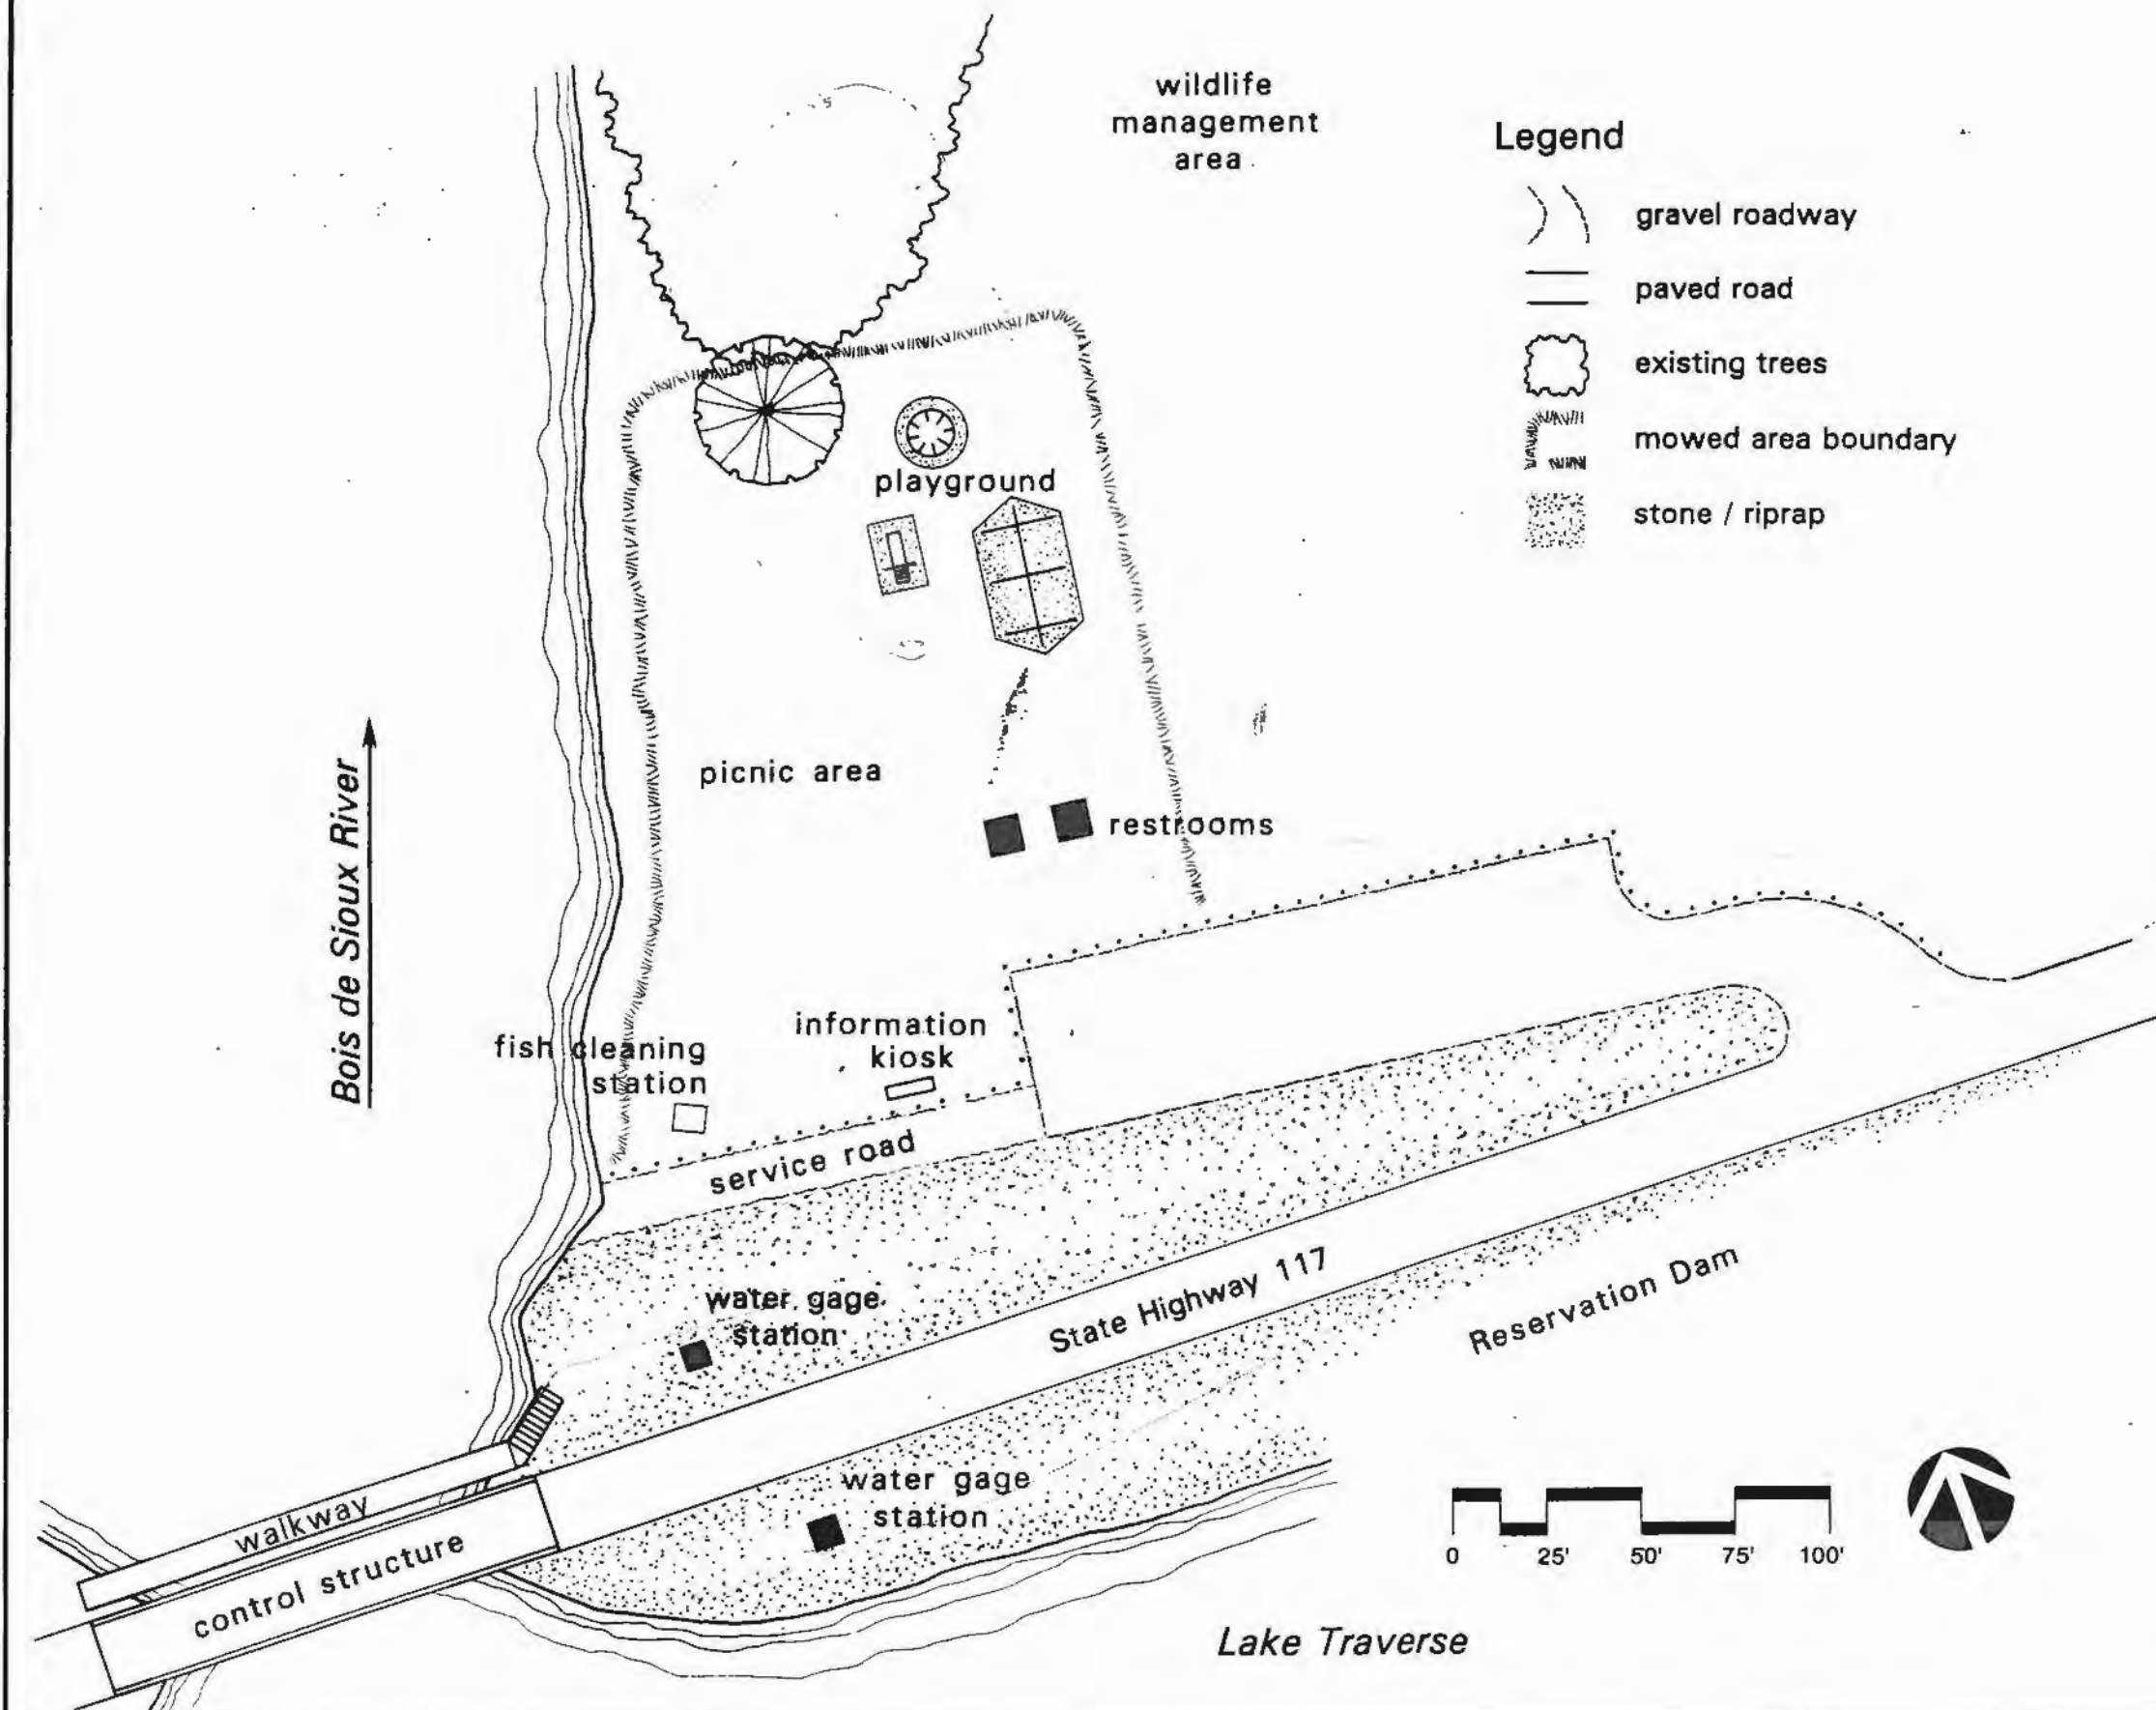 wildlife
management
area
Legend
gravel roadway
paved road
existing trees
mowed area boundary
stone / riprap
playground
picnic area
restrooms
Bois de Sioux River
information
kiosk
fish cleaning
station
service road
water gage
station
State Highway 117
Reservation Dam
water gage
station
walkway
control structure
0 25' 50' 75' 100'
Lake Traverse